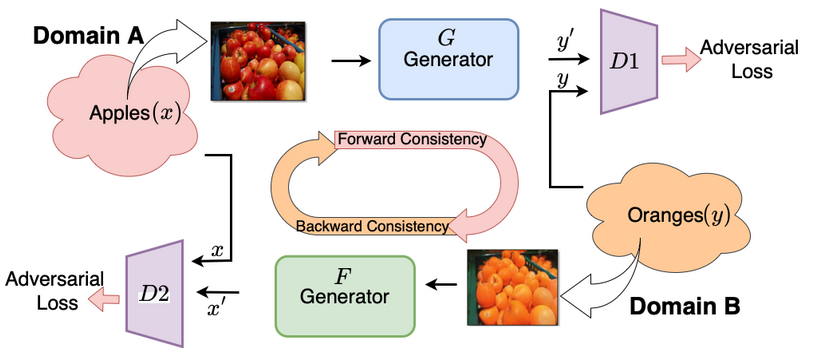 Domain A
Apples(x)
G
Generator
y′
y
D1
Adversarial
Loss
Forward Consistency
Backward Consistency
Oranges(y)
Domain B
F
Generator
x
x′
D2
Adversarial
Loss